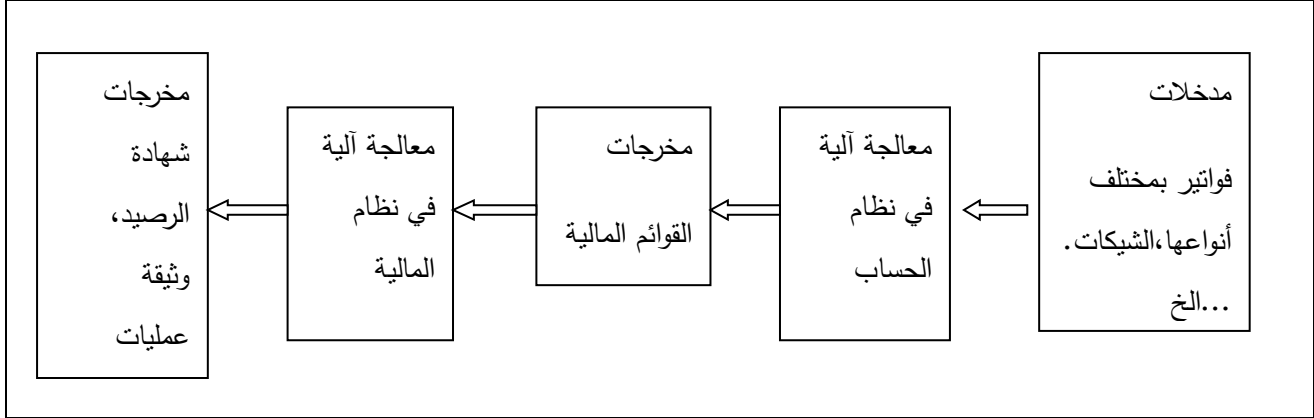 مدخلات
فواتير بمختلف
أنواعها،الشيكات.
...الخ
معالجة آلية
في نظام
الحساب
مخرجات
القوائم المالية
معالجة آلية
في نظام
المالية
مخرجات
شهادة
الرصيد،
وثيقة
عمليات